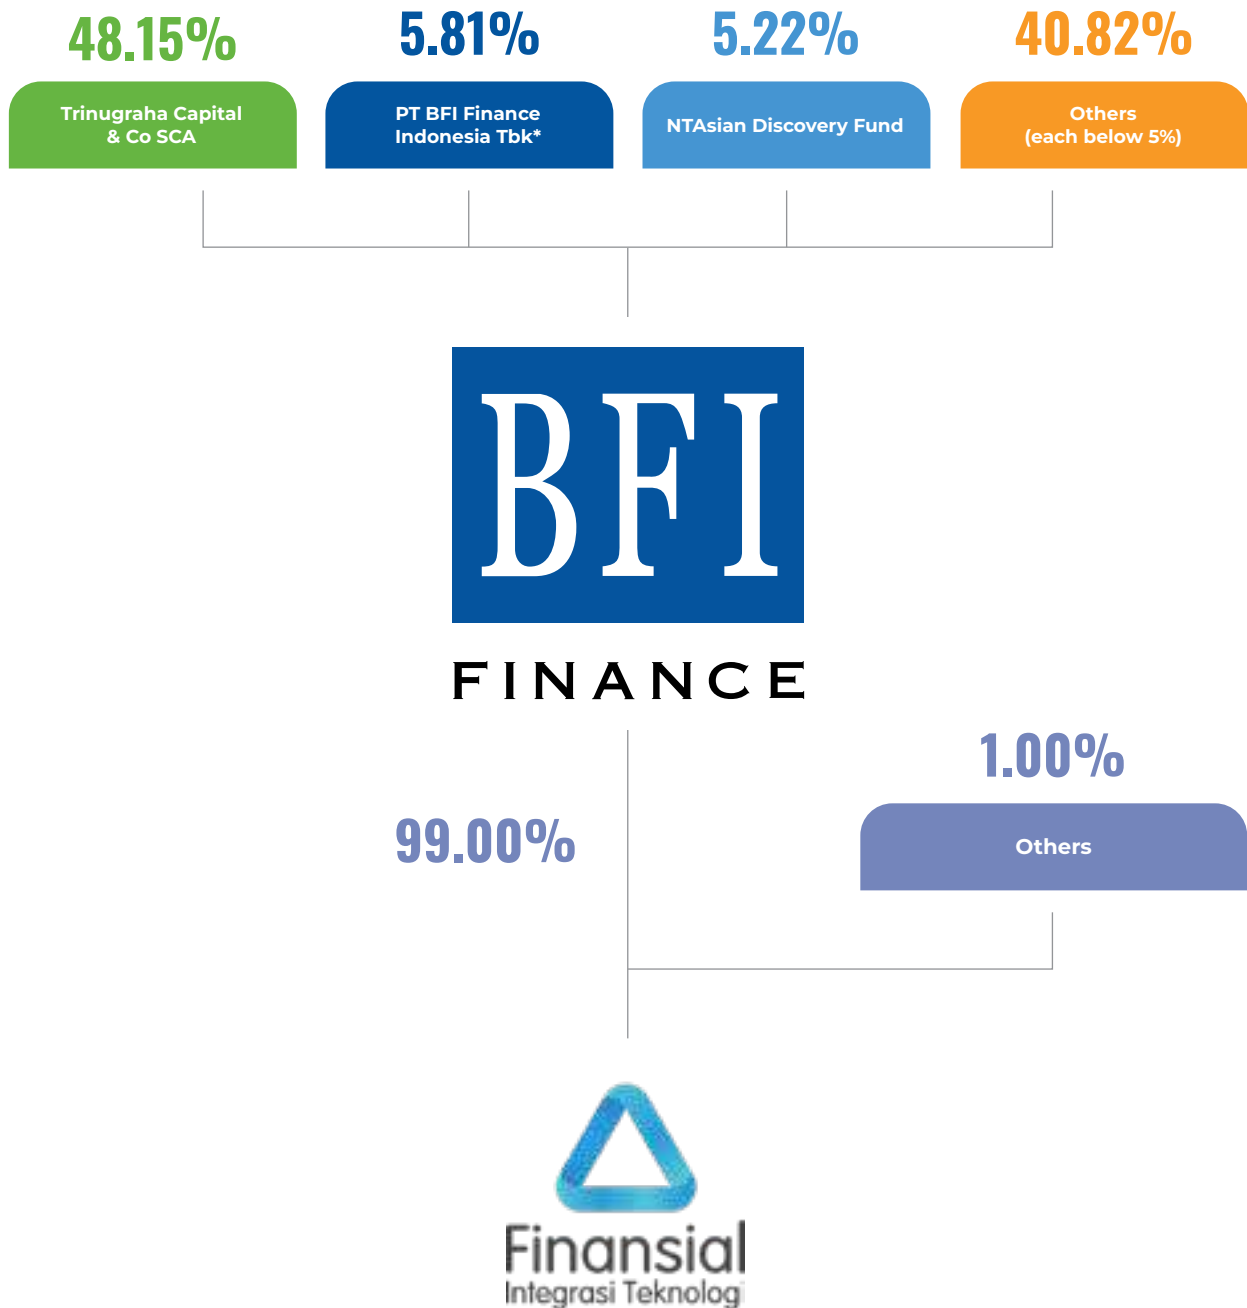 48.15%
5.81%
5.22%
40.82%
Trinugraha Capital
& Co SCA
PT BFI Finance
Indonesia Tbk*
NTAsian Discovery Fund
Others
(each below 5%)
BFI
FINANCE
1.00%
99.00%
Others
Finansial
Integrasi Teknologi